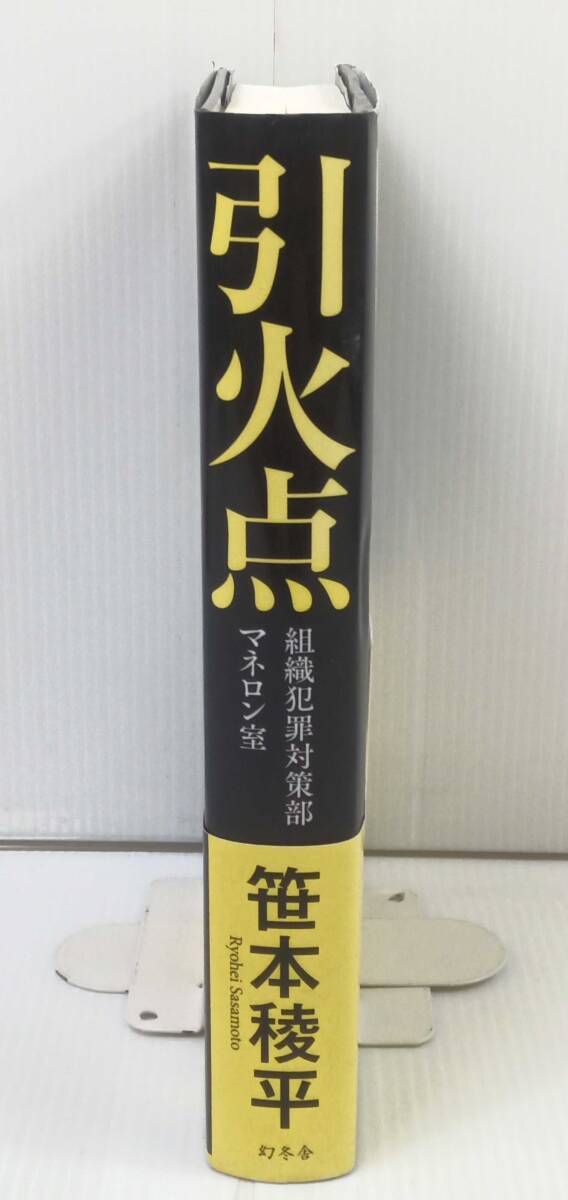 引火点
組織犯罪対策部
マネロン室
笹本稜平
Ryohei Sasamoto
幻冬舎